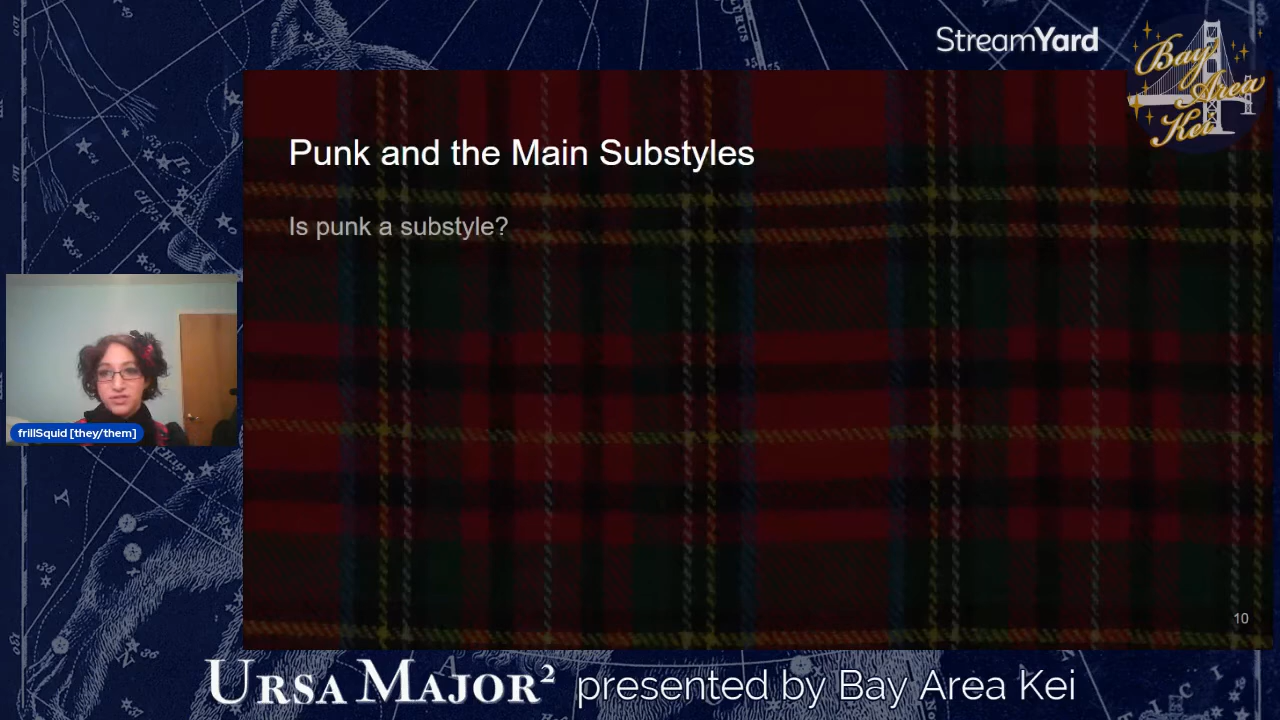 StreamYard
Bay
Area
Kei
Punk and the Main Substyles
Is punk a substyle?
frillSquid [they/them]
10
URSA MAJOR² presented by Bay Area Kei